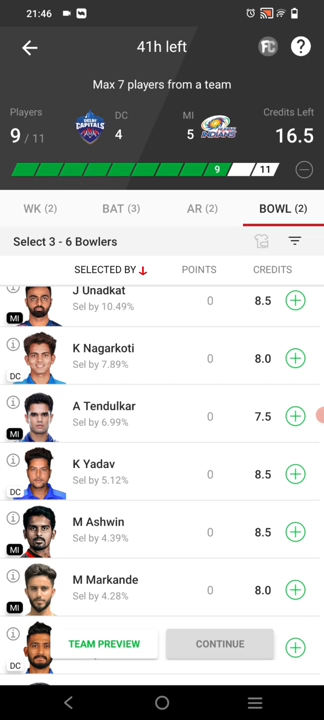 21:46
41h left
FC
?
Max 7 players from a team
Players
9 / 11
DELHI CAPITALS
DC
4
MI
5
MUMBAI INDIANS
Credits Left
16.5
9
11
WK (2)
BAT (3)
AR (2)
BOWL (2)
Select 3 - 6 Bowlers
SELECTED BY
POINTS
CREDITS
J Unadkat
Sel by 10.49%
0
8.5
MI
K Nagarkoti
Sel by 7.89%
0
8.0
DC
A Tendulkar
Sel by 6.99%
0
7.5
MI
K Yadav
Sel by 5.12%
0
8.5
DC
M Ashwin
Sel by 4.39%
0
8.5
MI
M Markande
Sel by 4.28%
0
8.0
MI
TEAM PREVIEW
CONTINUE
DC